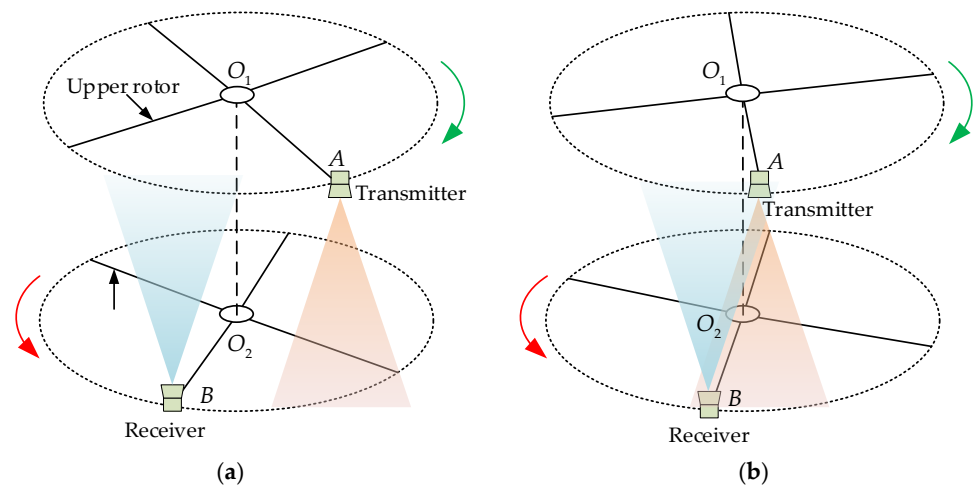 O1
Upper rotor
A
Transmitter
O2
B
Receiver
(a)
O1
A
Transmitter
O2
B
Receiver
(b)